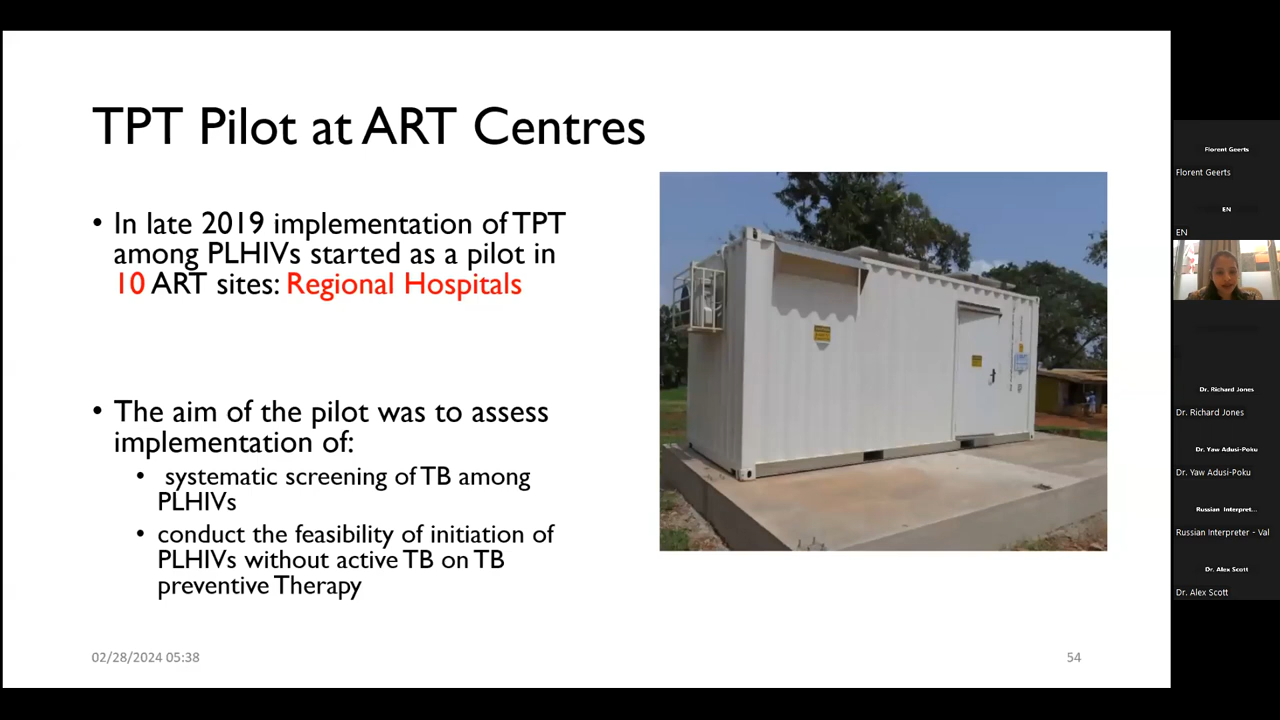 TPT Pilot at ART Centres
• In late 2019 implementation of TPT
among PLHIVs started as a pilot in
10 ART sites: Regional Hospitals
• The aim of the pilot was to assess
implementation of:
• systematic screening of TB among
PLHIVs
• conduct the feasibility of initiation of
PLHIVs without active TB on TB
preventive Therapy
02/28/2024 05:38
54
Florent Geerts
Florent Geerts
EN
EN
Dr. Richard Jones
Dr. Richard Jones
Dr. Yaw Adusi-Poku
Dr. Yaw Adusi-Poku
Russian Interpret...
Russian Interpreter - Val
Dr. Alex Scott
Dr. Alex Scott